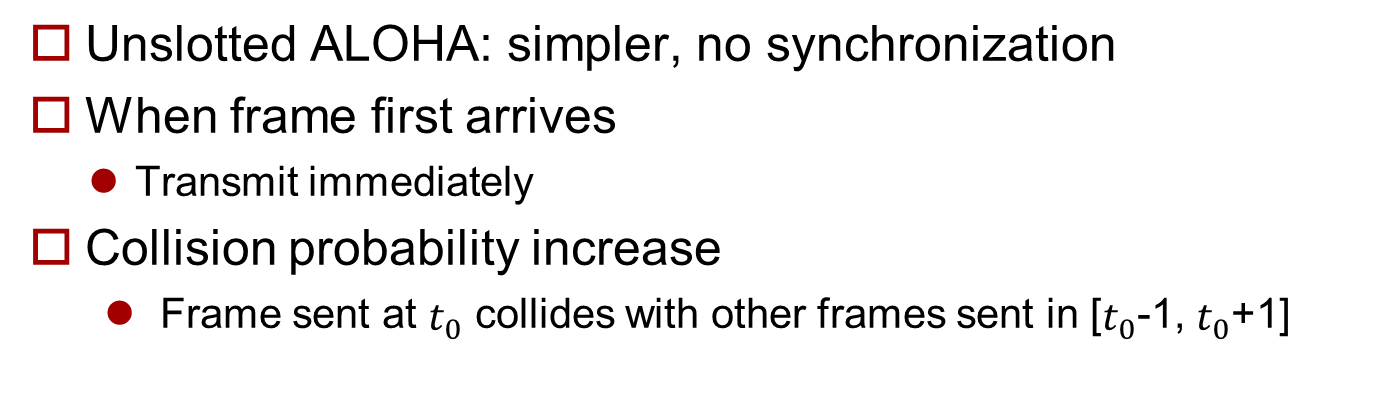 Unslotted ALOHA: simpler, no synchronization
When frame first arrives
Transmit immediately
Collision probability increase
Frame sent at t₀ collides with other frames sent in [t₀-1, t₀+1]